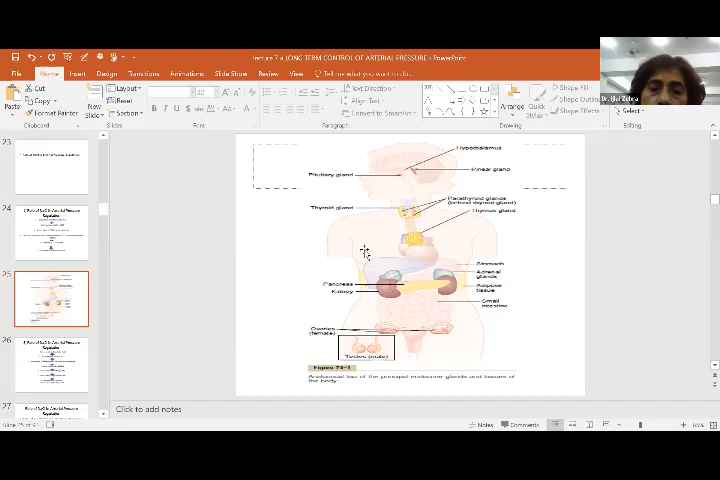 lecture 7 a LONG TERM CONTROL OF ARTERIAL PRESSURE - PowerPoint
File Home Insert Design Transitions Animations Slide Show Review View Tell me what you want to do...
Dr. Ijlal Zehra
Paste
Cut
Copy
Format Painter
Clipboard
New
Slides
Layout
Reset
Section
Slides
32
Font
Text Direction
Align Text
Convert to SmartArt
Paragraph
Arrange
Quick
Styles
Shape Fill
Shape Outline
Shape Effects
Drawing
Select
Editing
23
24
25
26
27
Hypothalamus
Pineal gland
Pituitary gland
Parathyroid glands
(behind thyroid gland)
Thyroid gland
Thymus gland
Stomach
Adrenal
glands
Pancreas
Kidney
Adipose
tissue
Small
intestine
Ovaries
(female)
Testes (male)
Figure 74-1
Anatomical loci of the principal endocrine glands and tissues of
the body.
Click to add notes
Notes Comments